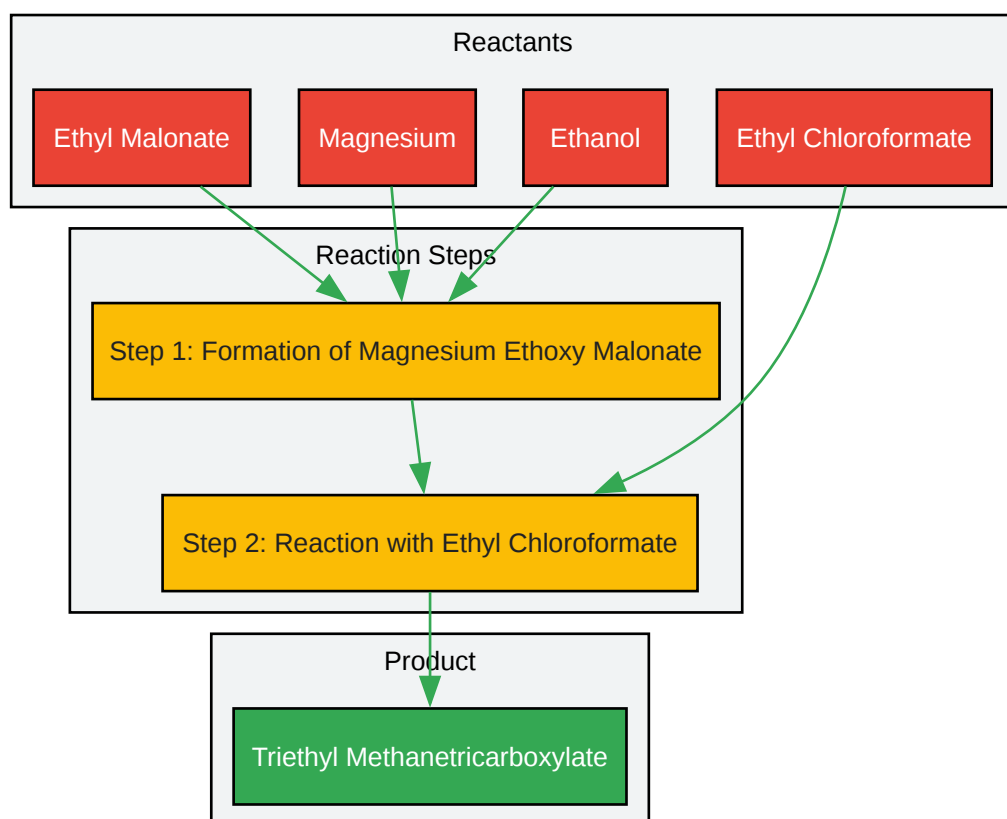 Reactants
Ethyl Malonate
Magnesium
Ethanol
Ethyl Chloroformate
Reaction Steps
Step 1: Formation of Magnesium Ethoxy Malonate
Step 2: Reaction with Ethyl Chloroformate
Product
Triethyl Methanetricarboxylate